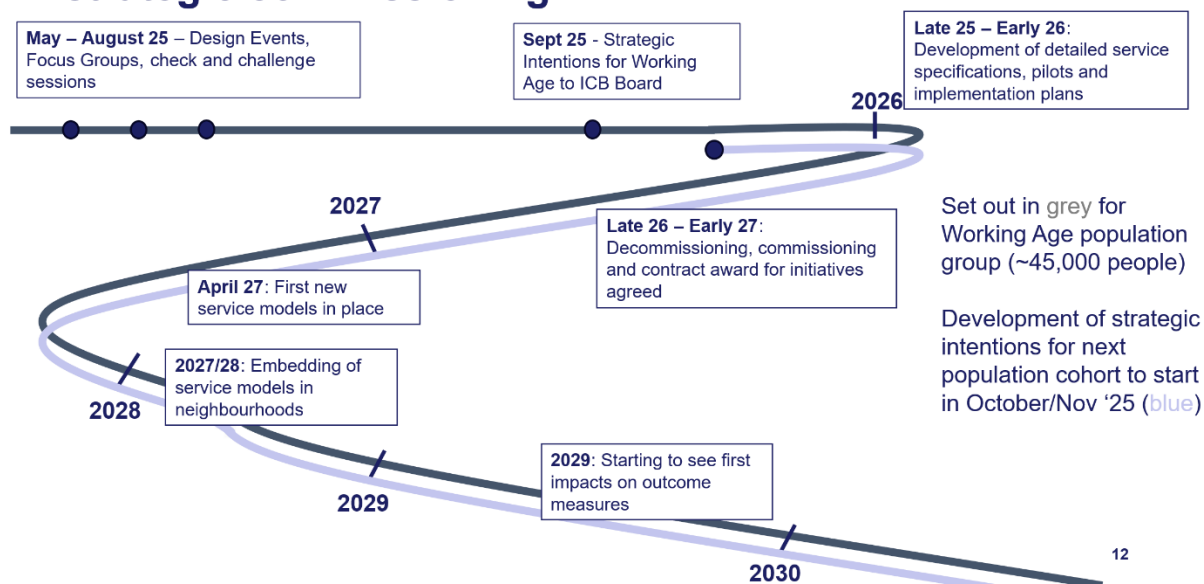 May – August 25 – Design Events,
Focus Groups, check and challenge
sessions
Sept 25 - Strategic
Intentions for Working
Age to ICB Board
Late 25 – Early 26:
Development of detailed service
specifications, pilots and
implementation plans
2026
2027
Late 26 – Early 27:
Decommissioning, commissioning
and contract award for initiatives
agreed
Set out in grey for
Working Age population
group (~45,000 people)
Development of strategic
intentions for next
population cohort to start
in October/Nov ‘25 (blue)
April 27: First new
service models in place
2027/28: Embedding of
service models in
neighbourhoods
2028
2029: Starting to see first
impacts on outcome
measures
2029
2030
12